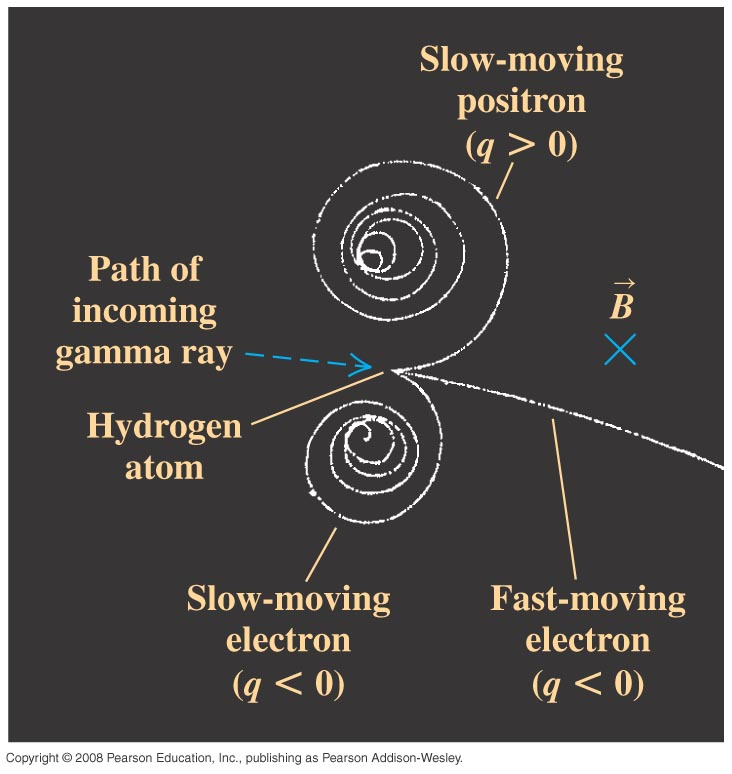 Slow-moving
positron
(q > 0)
Path of
incoming
gamma ray
B⃗
Hydrogen
atom
Slow-moving
electron
(q < 0)
Fast-moving
electron
(q < 0)
Copyright © 2008 Pearson Education, Inc., publishing as Pearson Addison-Wesley.